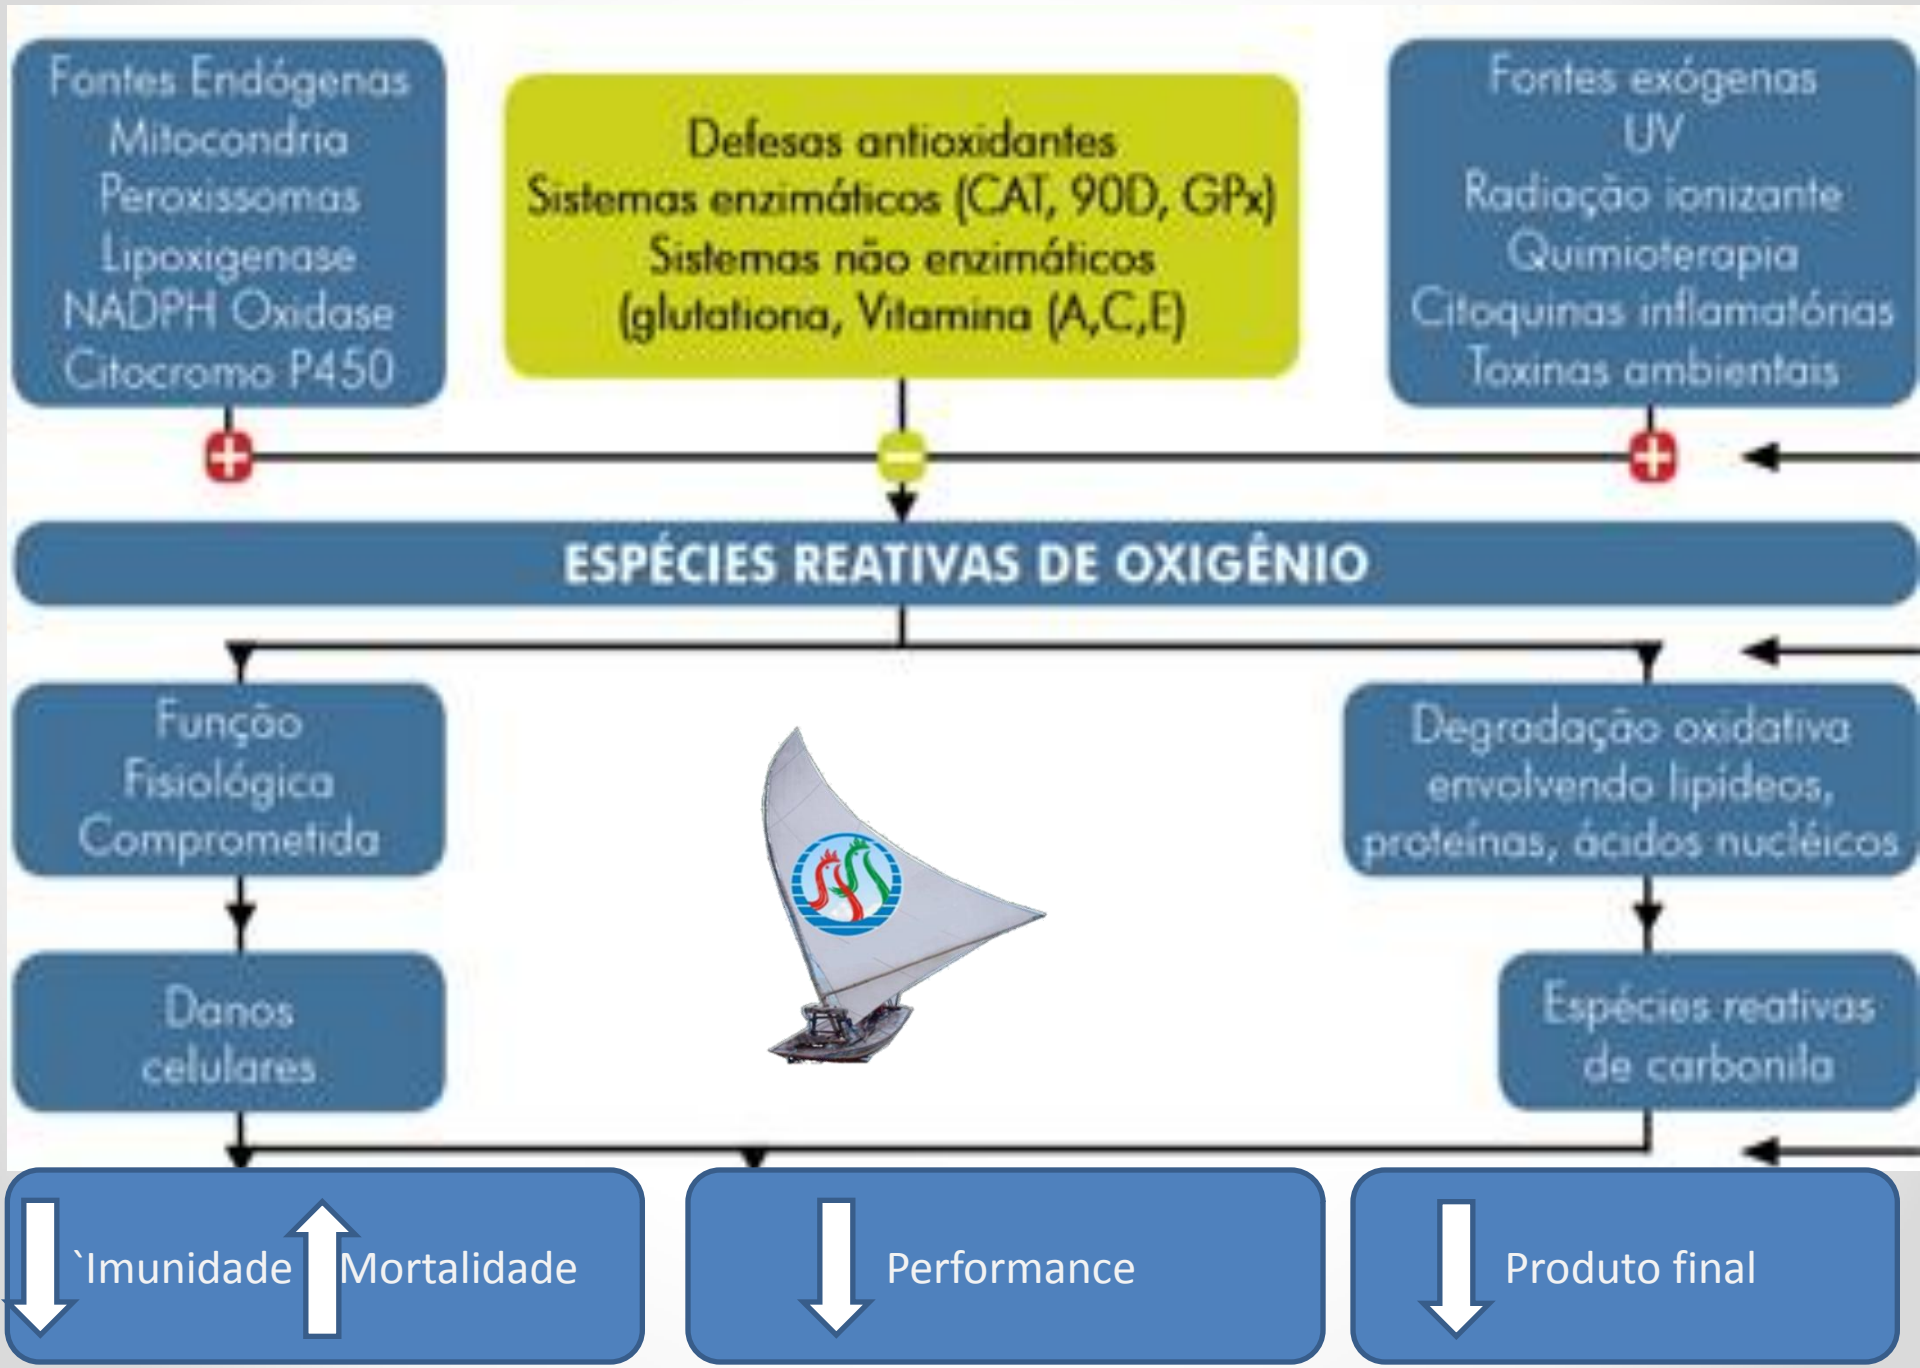 Fontes Endógenas
Mitocondria
Peroxissomas
Lipoxigenase
NADPH Oxidase
Citocromo P450
Defesas antioxidantes
Sistemas enzimáticos (CAT, 90D, GPx)
Sistemas não enzimáticos
(glutationa, Vitamina (A,C,E)
Fontes exógenas
UV
Radiação ionizante
Quimioterapia
Citoquinas inflamatórias
Toxinas ambientais
ESPÉCIES REATIVAS DE OXIGÊNIO
Função
Fisiológica
Comprometida
Degradação oxidativa
envolvendo lipídeos,
proteínas, ácidos nucléicos
Danos
celulares
Espécies reativas
de carbonila
`Imunidade Mortalidade
Performance
Produto final